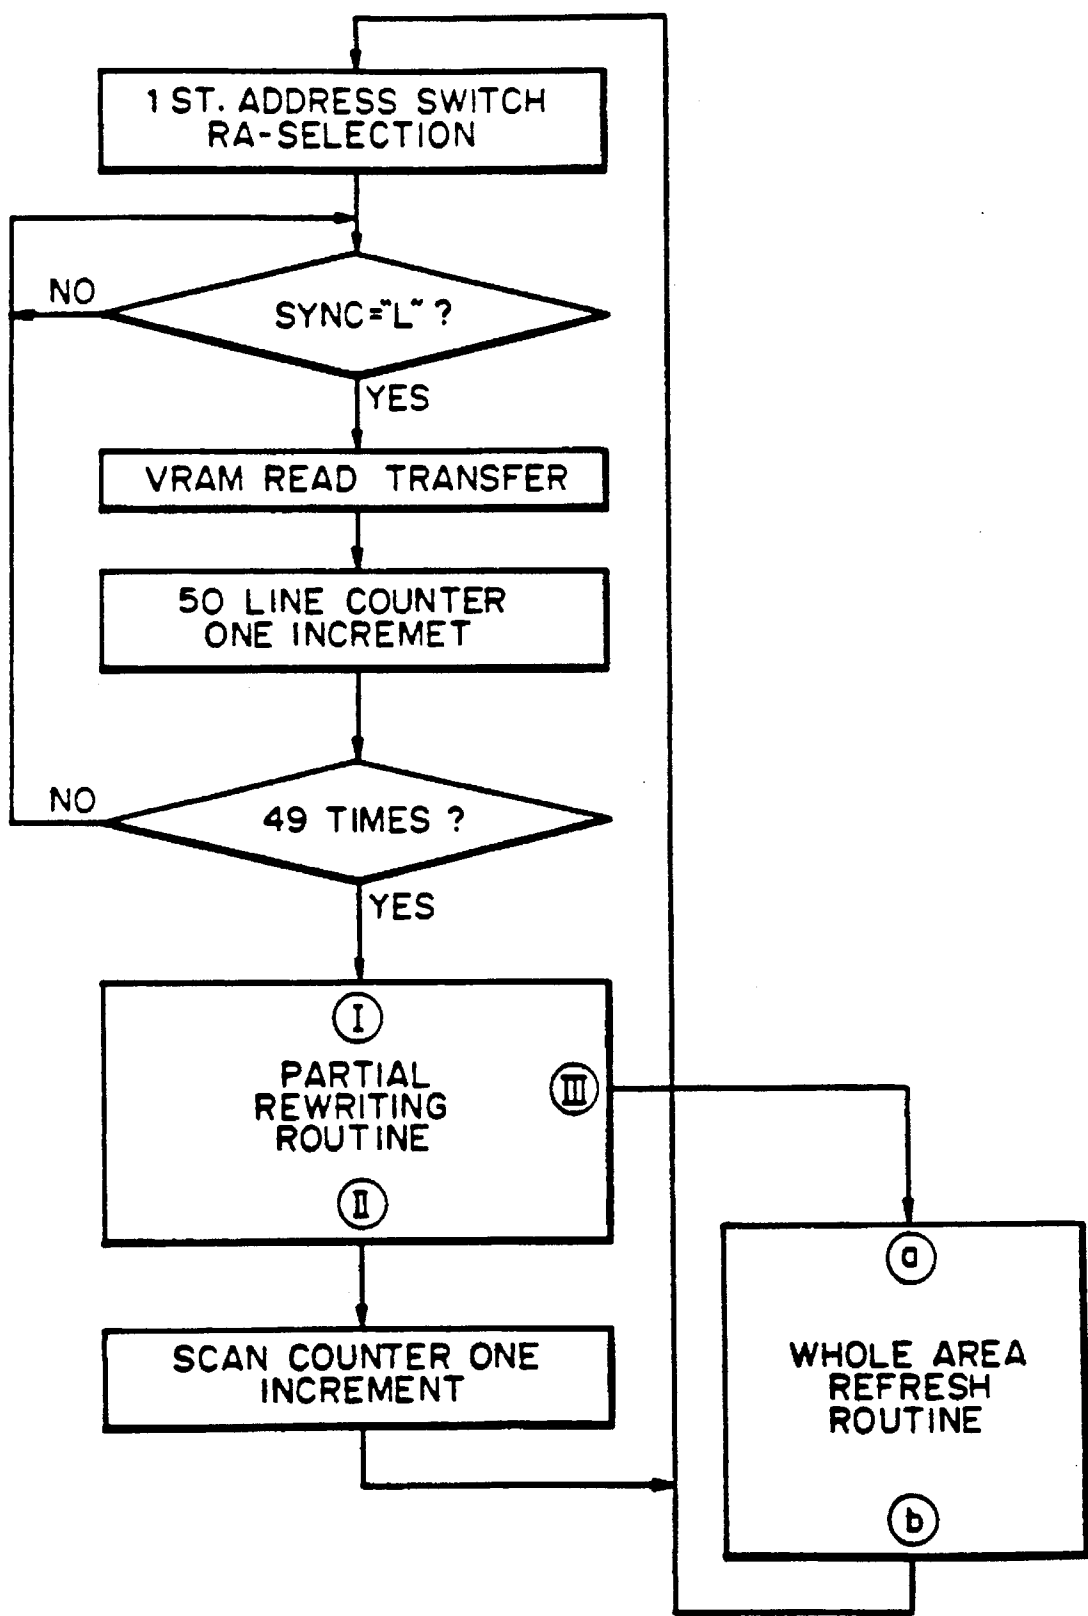 1 ST. ADDRESS SWITCH
RA-SELECTION
NO
SYNC="L" ?
YES
VRAM READ TRANSFER
50 LINE COUNTER
ONE INCREMET
NO
49 TIMES ?
YES
I
PARTIAL
REWRITING
ROUTINE
III
II
SCAN COUNTER ONE
INCREMENT
a
WHOLE AREA
REFRESH
ROUTINE
b